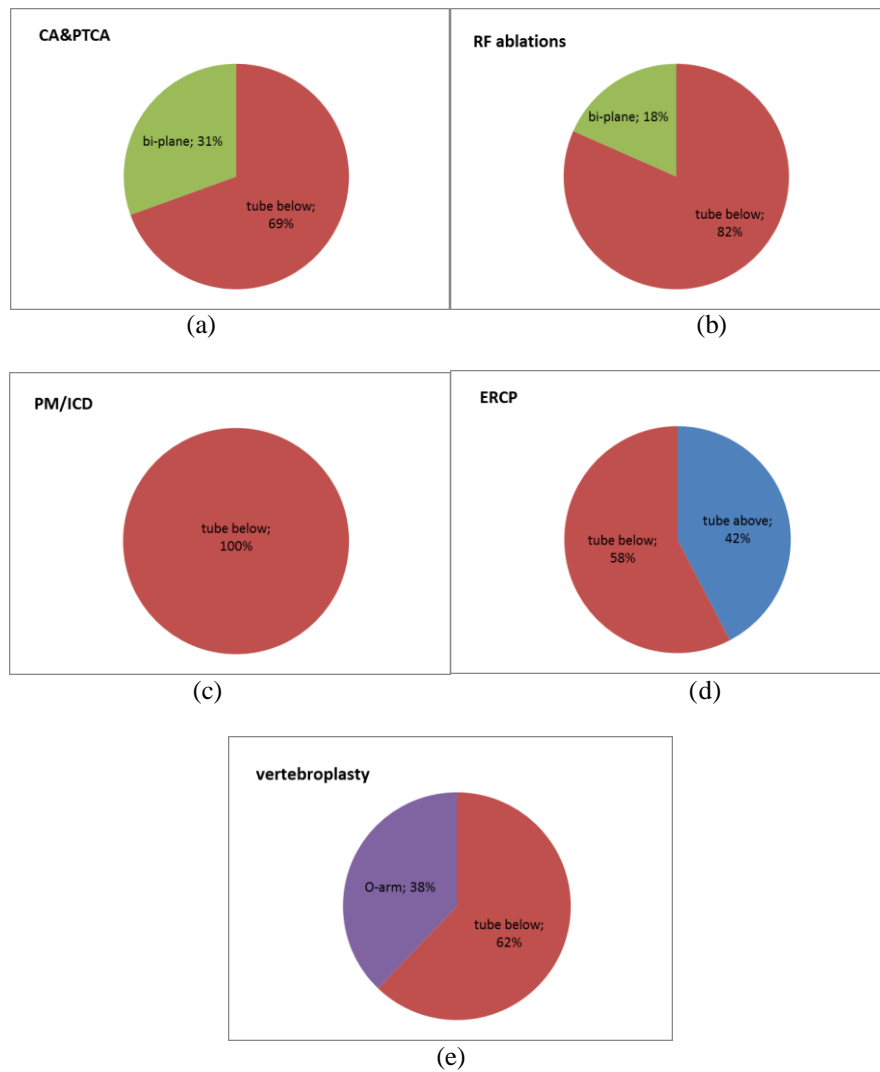 CA&PTCA
bi-plane; 31%
tube below;
69%
(a)
RF ablations
bi-plane; 18%
tube below;
82%
(b)
PM/ICD
tube below;
100%
(c)
ERCP
tube above;
42%
tube below;
58%
(d)
vertebroplasty
O-arm; 38%
tube below;
62%
(e)